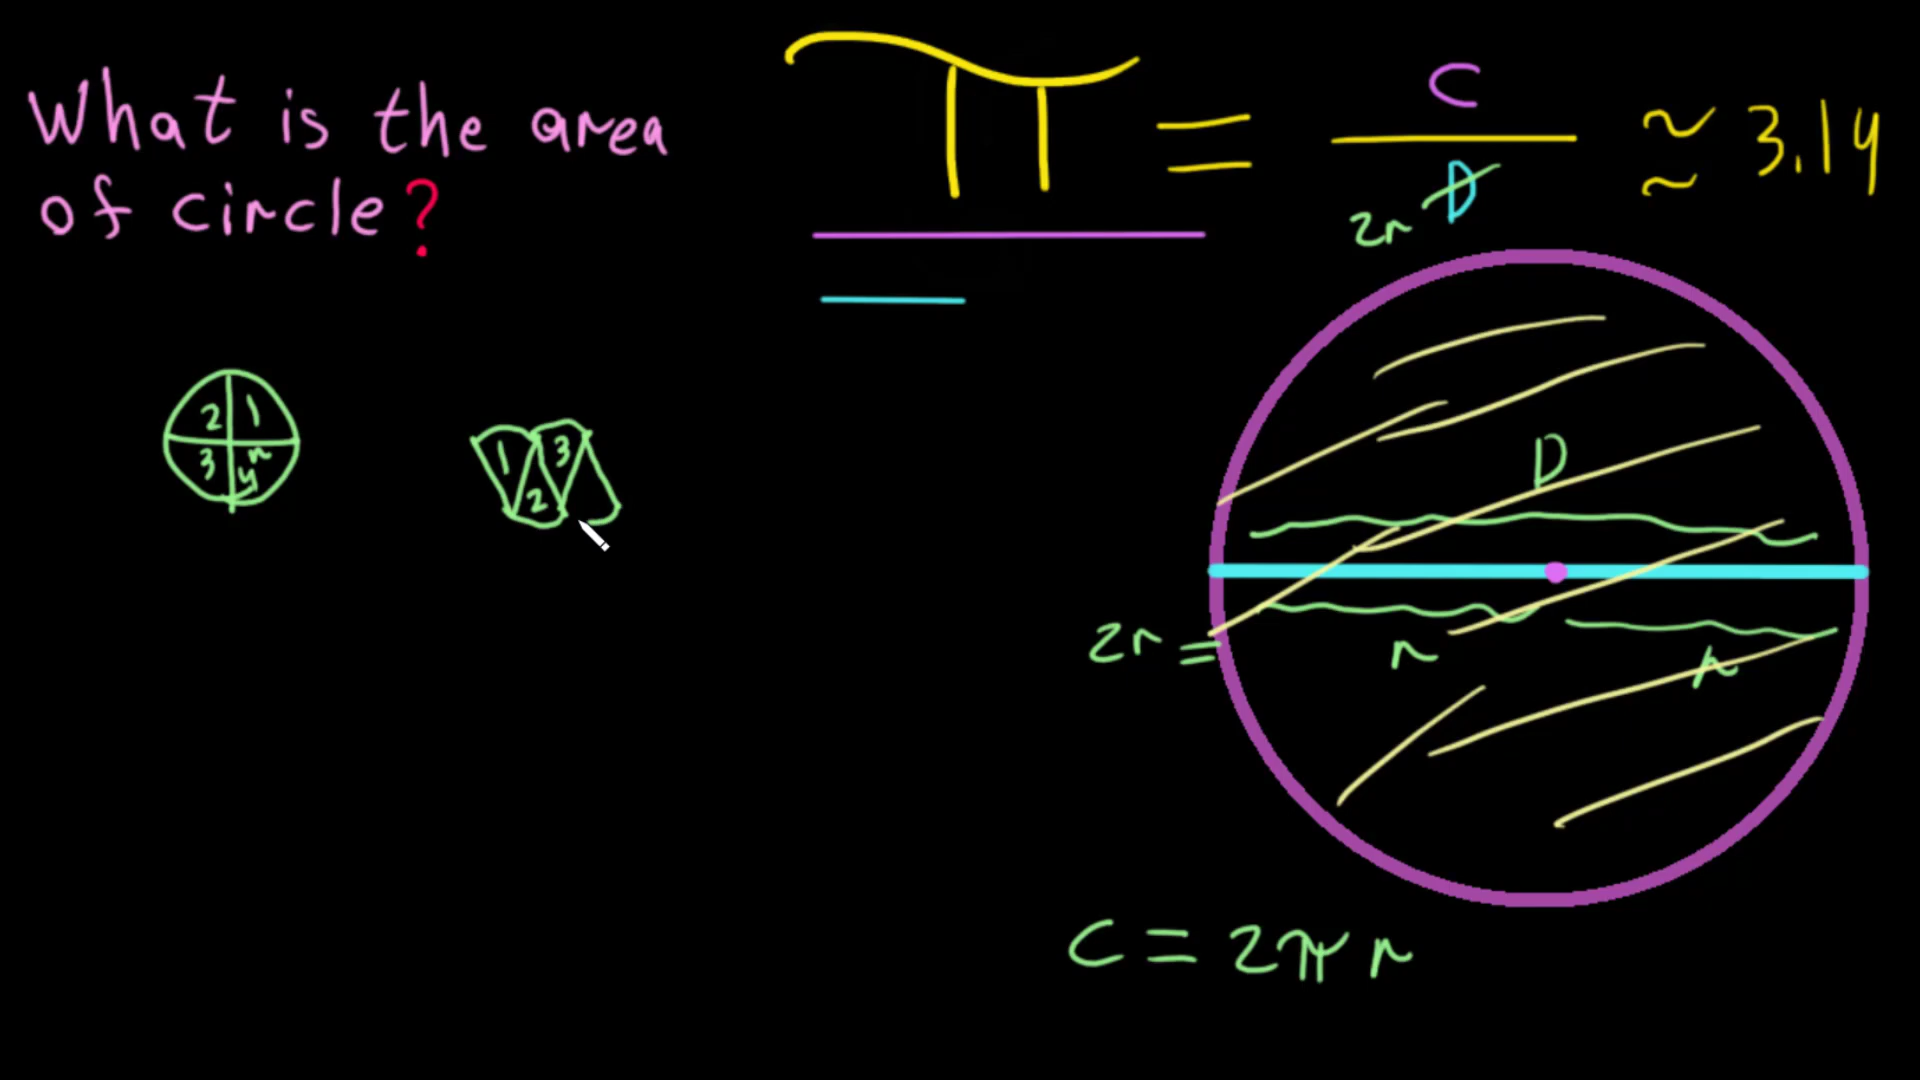 What is the area
of circle?
π = C / 2r D ≈ 3.14
2 1
3 4 r
1 3
2
D
2r =
r
r
C = 2πr